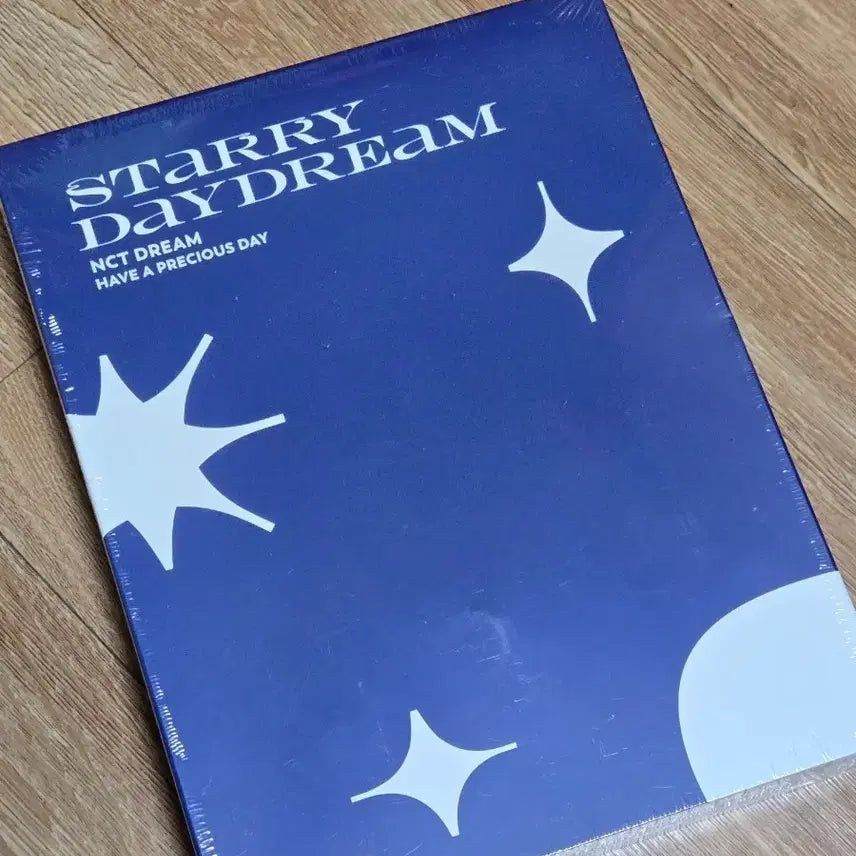 STaRRY
DaYDREaM
NCT DREAM
HAVE A PRECIOUS DAY